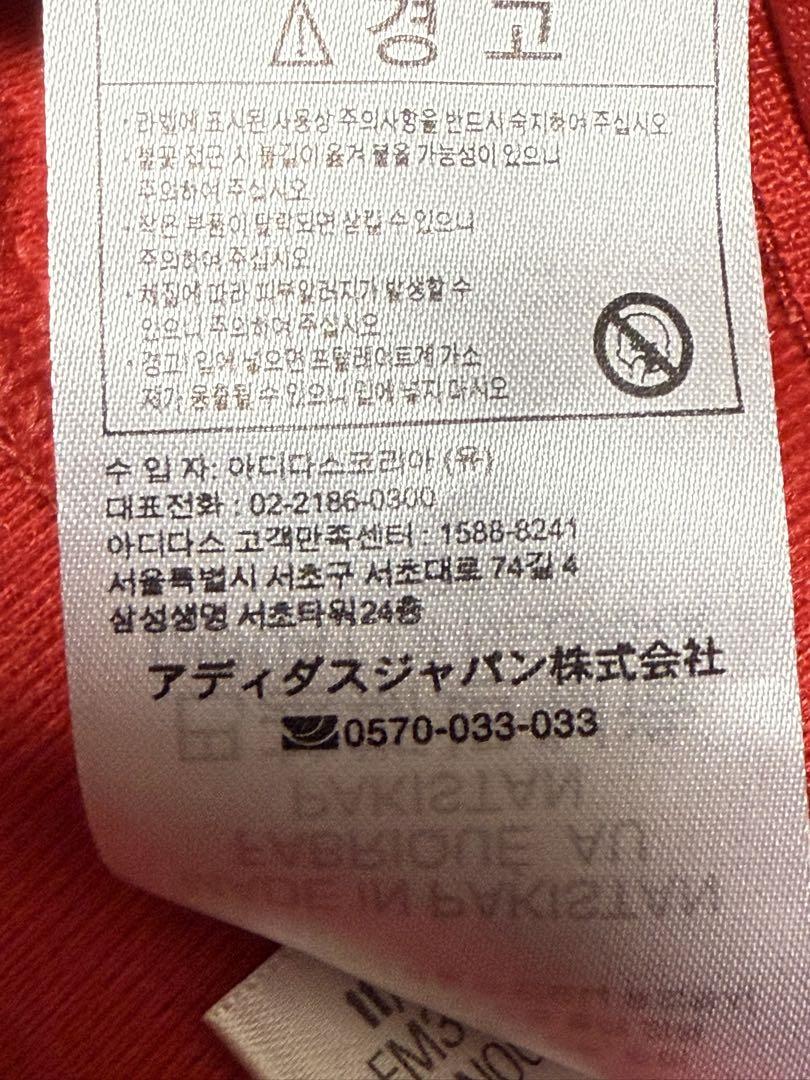 경고
· 라벨에 표시된 사용상 주의사항을 반드시 숙지하여 주십시오
· 불꽃 접근 시 불길이 옮겨 붙을 가능성이 있으니
주의하여 주십시오
· 작은 부품이 탈락되면 삼킬 수 있으니
주의하여 주십시오
· 체질에 따라 피부알러지가 발생할 수
있으니 주의하여 주십시오
· 경고! 입에 넣으면 프탈레이트계 가소
제가 용출될 수 있으니 입에 넣지 마시오
수 입 자: 아디다스코리아 (유)
대표전화 : 02-2186-0300
아디다스 고객만족센터 : 1588-8241
서울특별시 서초구 서초대로 74길 4
삼성생명 서초타워24층
アディダスジャパン株式会社
0570-033-033
PAKISTAN
FABRIQUE AU
MADE IN PAKISTAN
FM3